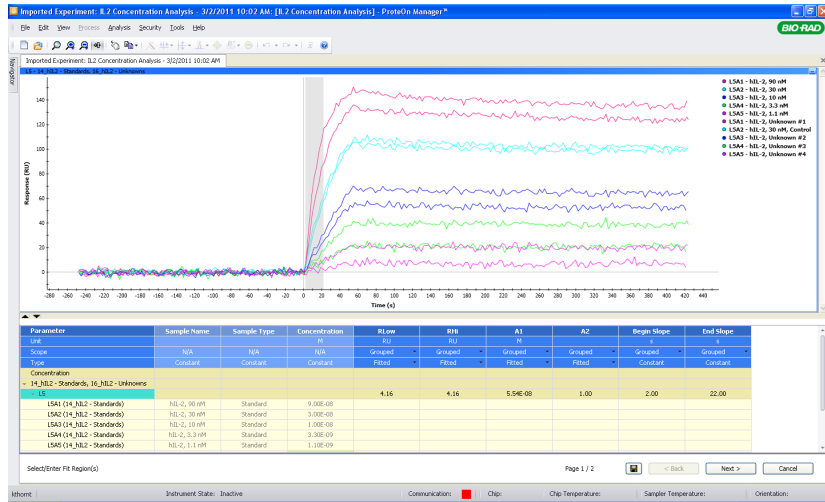 Imported Experiment: IL2 Concentration Analysis - 3/2/2011 10:02 AM: [IL2 Concentration Analysis] - ProteOn Manager™
File Edit View Process Analysis Security Tools Help
BIO-RAD
Navigator
Imported Experiment: IL2 Concentration Analysis - 3/2/2011 10:02 AM
L5 - 14_hIL2 - Standards, 16_hIL2 - Unknowns
L5A1 - hIL-2, 90 nM
L5A2 - hIL-2, 30 nM
L5A3 - hIL-2, 10 nM
L5A4 - hIL-2, 3.3 nM
L5A5 - hIL-2, 1.1 nM
L5A1 - hIL-2, Unknown #1
L5A2 - hIL-2, 30 nM, Control
L5A3 - hIL-2, Unknown #2
L5A4 - hIL-2, Unknown #3
L5A5 - hIL-2, Unknown #4
Response (RU)
140
120
100
80
60
40
20
0
-280 -260 -240 -220 -200 -180 -160 -140 -120 -100 -80 -60 -40 -20 0 20 40 60 80 100 120 140 160 180 200 220 240 260 280 300 320 340 360 380 400 420 440
Time (s)
Parameter Sample Name Sample Type Concentration RLow RHi A1 A2 Begin Slope End Slope
Unit M RU RU M s s
Scope N/A N/A N/A Grouped Grouped Grouped Grouped Grouped Grouped
Type Constant Constant Constant Fitted Fitted Fitted Fitted Constant Constant
Concentration
14_hIL2 - Standards, 16_hIL2 - Unknowns
L5 4.16 4.16 5.54E-08 1.00 2.00 22.00
L5A1 (14_hIL2 - Standards) hIL-2, 90 nM Standard 9.00E-08
L5A2 (14_hIL2 - Standards) hIL-2, 30 nM Standard 3.00E-08
L5A3 (14_hIL2 - Standards) hIL-2, 10 nM Standard 1.00E-08
L5A4 (14_hIL2 - Standards) hIL-2, 3.3 nM Standard 3.30E-09
L5A5 (14_hIL2 - Standards) hIL-2, 1.1 nM Standard 1.10E-09
Select/Enter Fit Region(s) Page 1 / 2 < Back Next > Cancel
kthornt Instrument State: Inactive Communication: Chip: Chip Temperature: Sampler Temperature: Orientation: